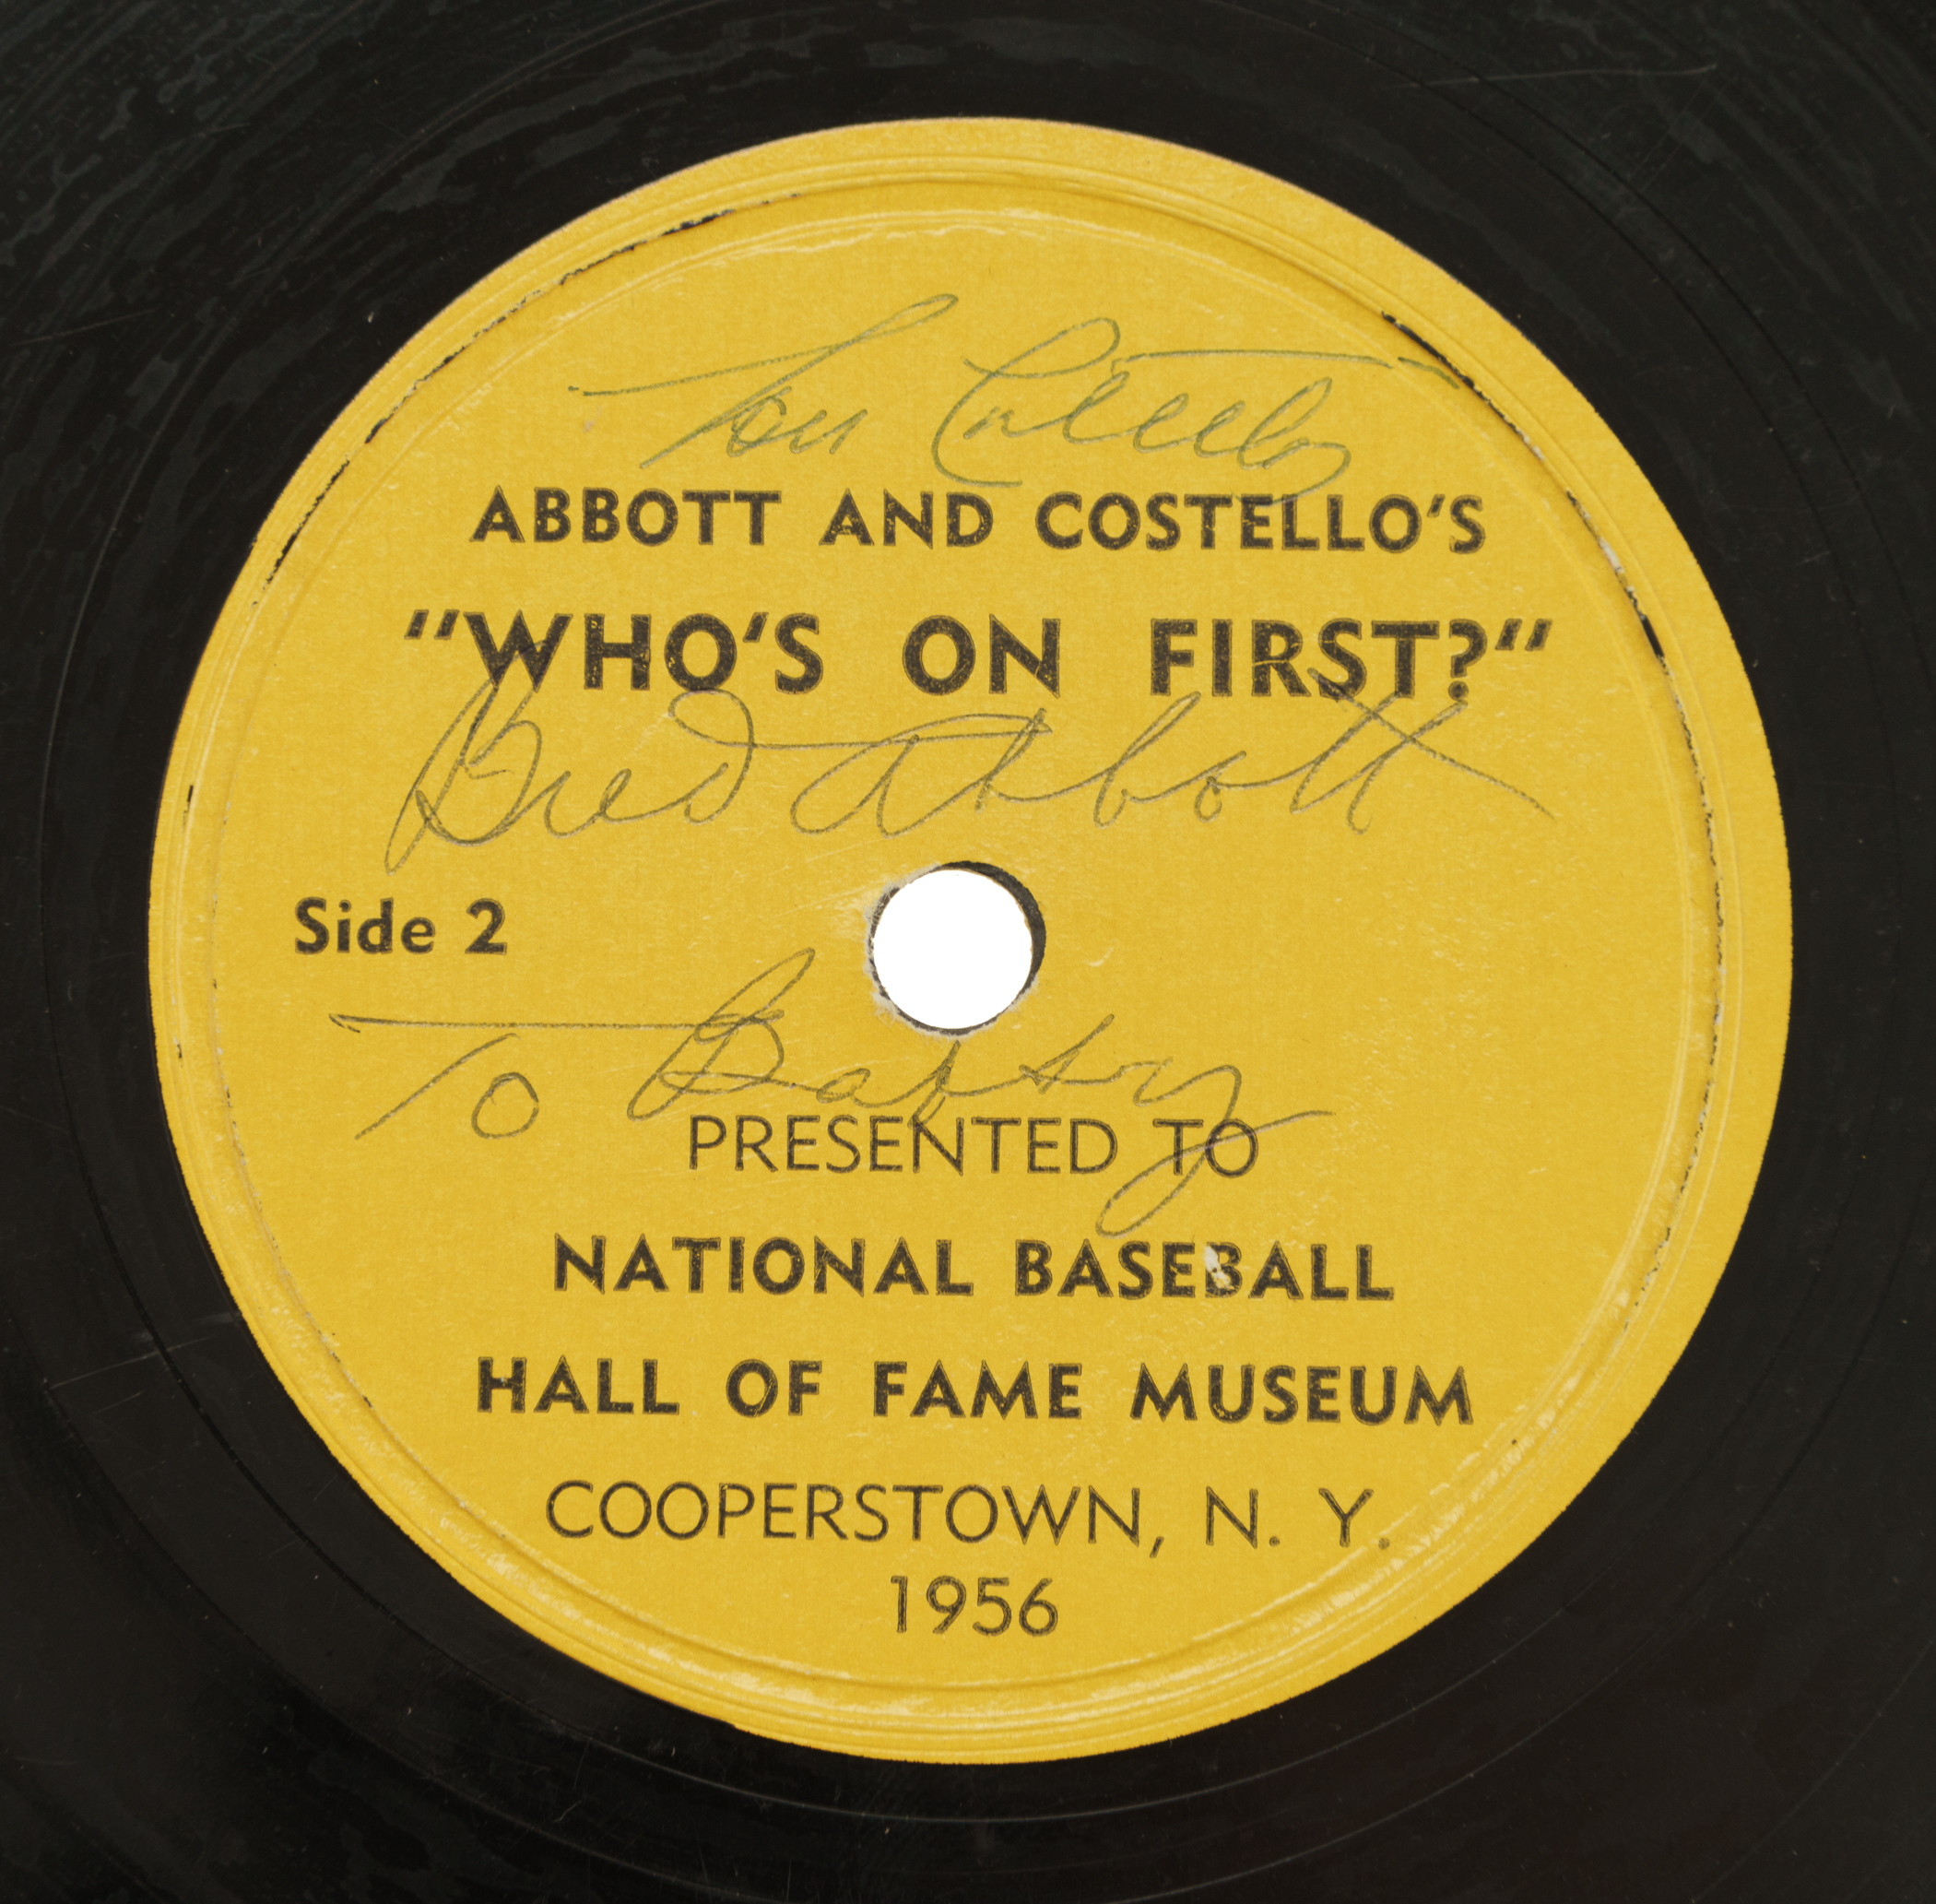 Lou Costello
ABBOTT AND COSTELLO'S
"WHO'S ON FIRST?"
Bud Abbott
Side 2
To
PRESENTED TO
NATIONAL BASEBALL
HALL OF FAME MUSEUM
COOPERSTOWN, N. Y.
1956